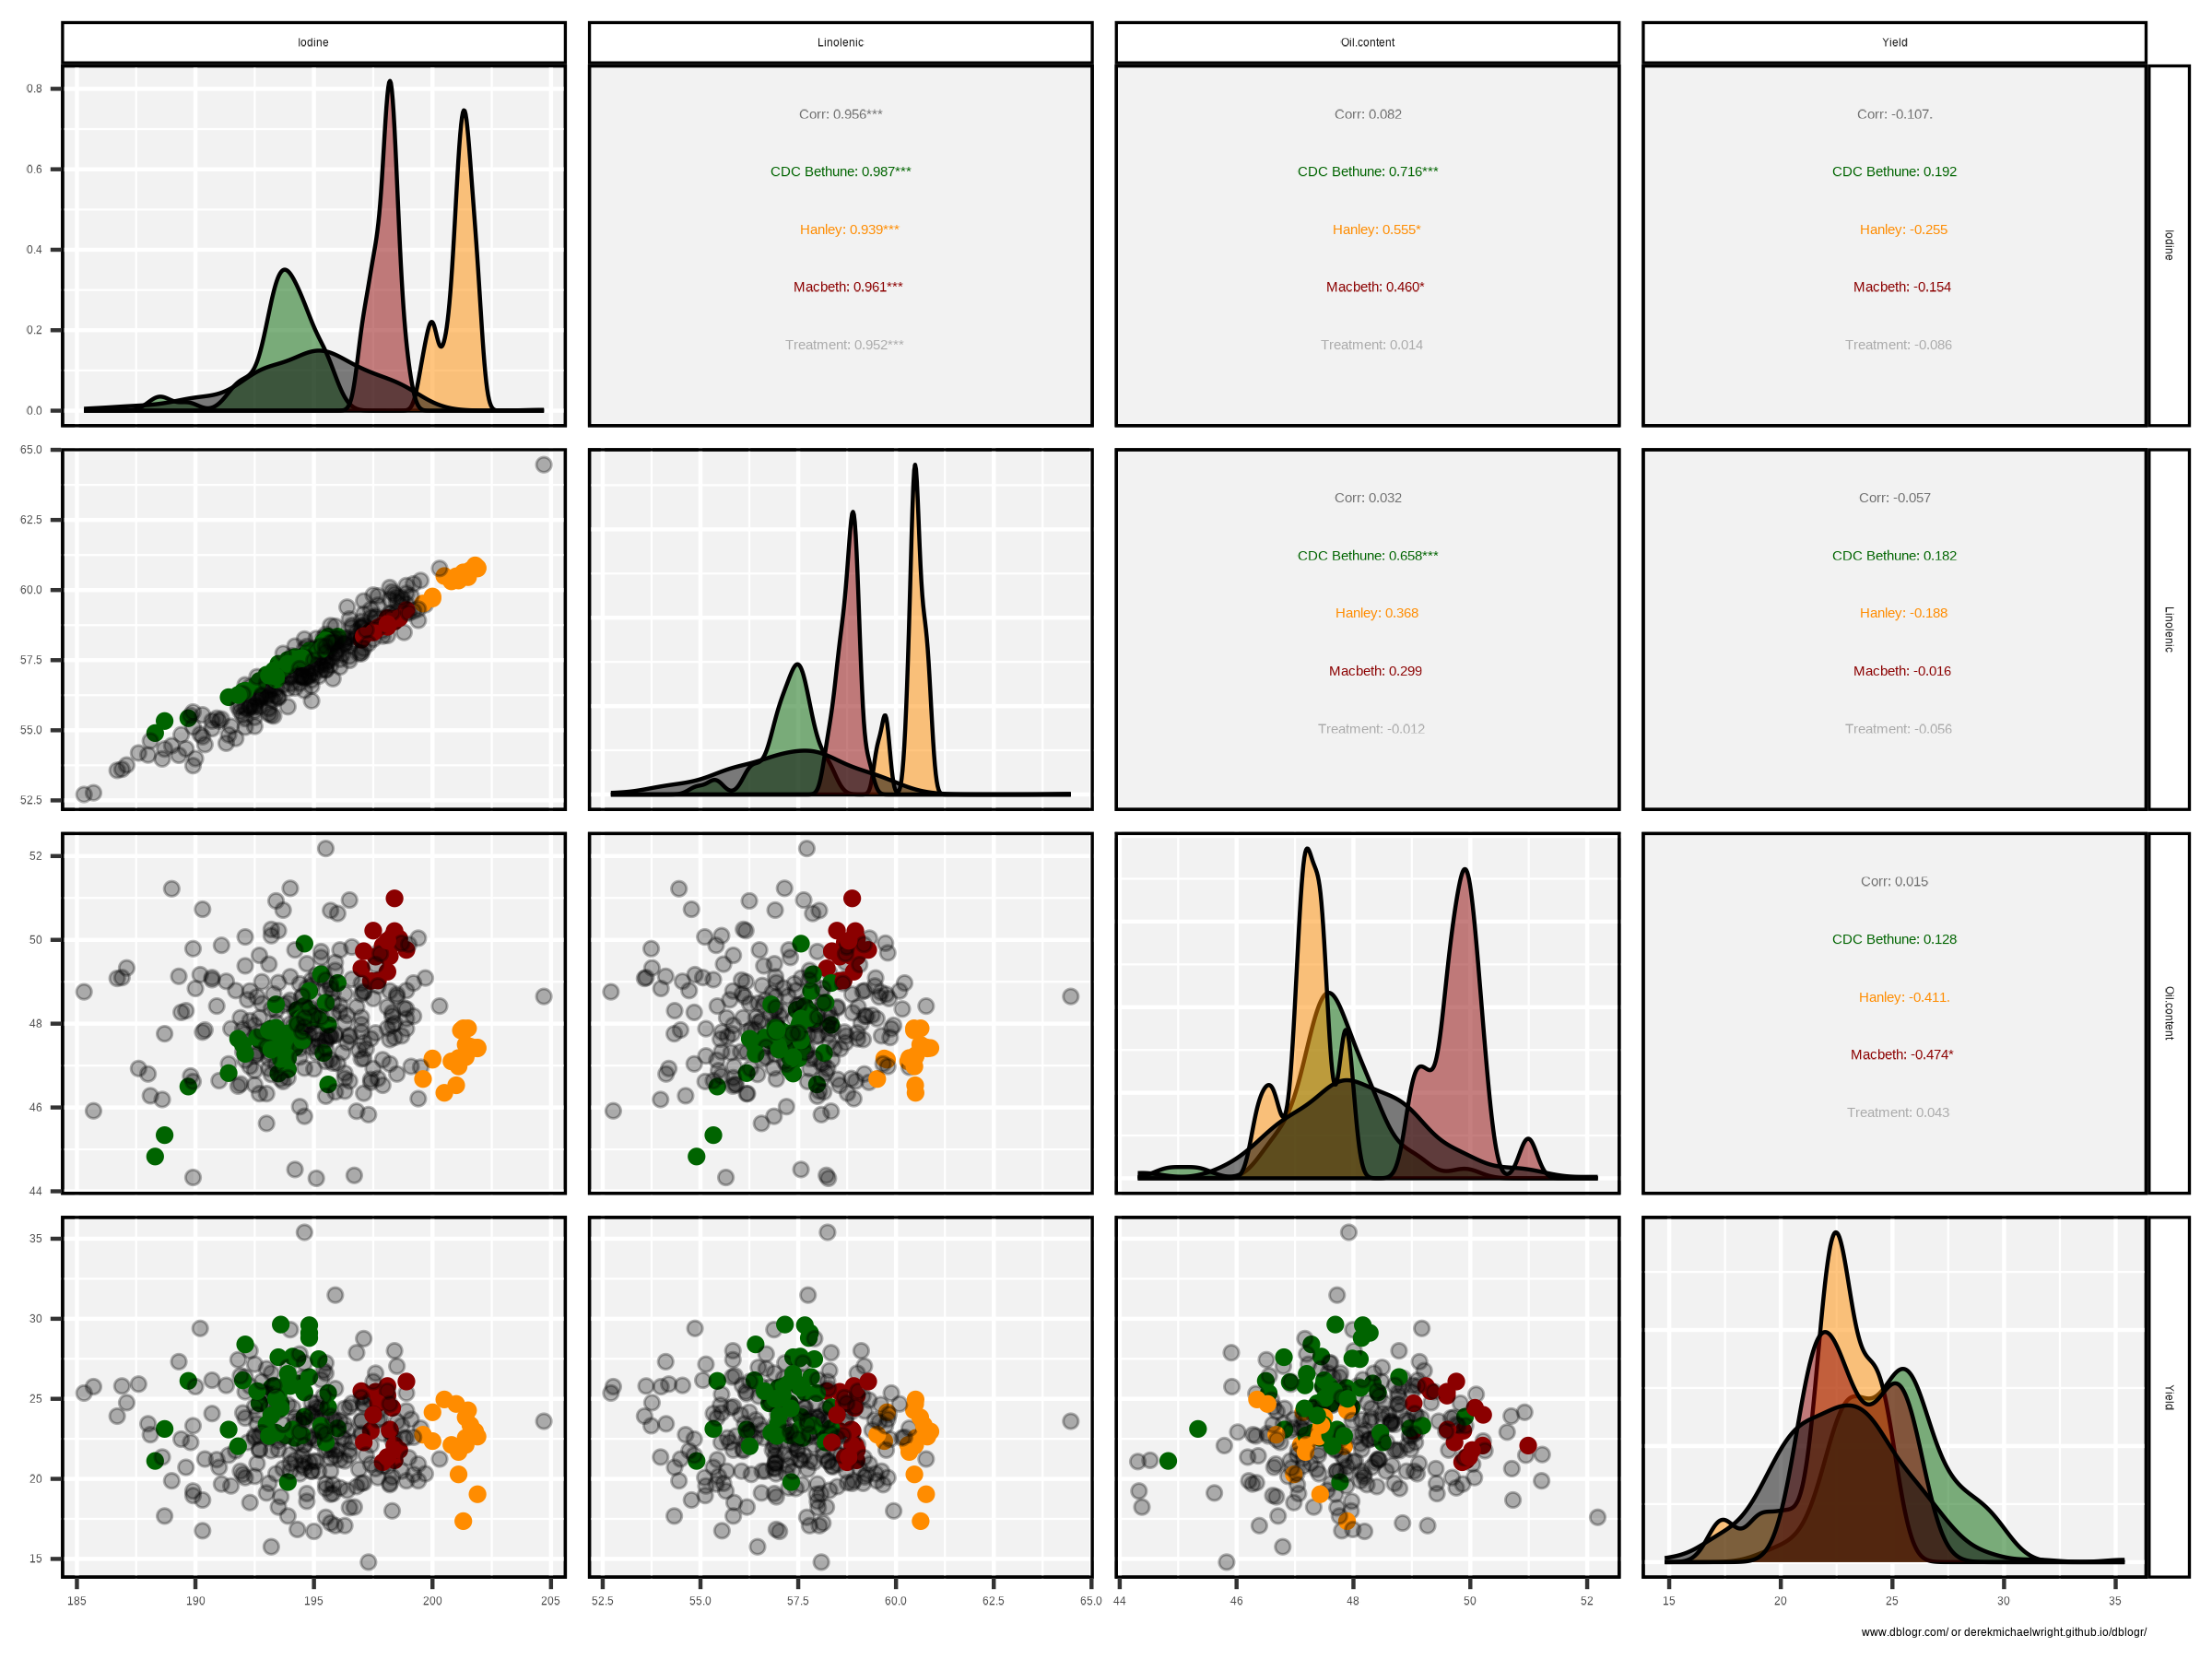 Iodine
Linolenic
Oil.content
Yield
0.8
0.6
0.4
0.2
0.0
Corr: 0.956***
CDC Bethune: 0.987***
Hanley: 0.939***
Macbeth: 0.961***
Treatment: 0.952***
Corr: 0.082
CDC Bethune: 0.716***
Hanley: 0.555*
Macbeth: 0.460*
Treatment: 0.014
Corr: -0.107.
CDC Bethune: 0.192
Hanley: -0.255
Macbeth: -0.154
Treatment: -0.086
Iodine
65.0
62.5
60.0
57.5
55.0
52.5
Corr: 0.032
CDC Bethune: 0.658***
Hanley: 0.368
Macbeth: 0.299
Treatment: -0.012
Corr: -0.057
CDC Bethune: 0.182
Hanley: -0.188
Macbeth: -0.016
Treatment: -0.056
Linolenic
52
50
48
46
44
Corr: 0.015
CDC Bethune: 0.128
Hanley: -0.411.
Macbeth: -0.474*
Treatment: 0.043
Oil.content
35
30
25
20
15
Yield
185 190 195 200 205
52.5 55.0 57.5 60.0 62.5 65.0
44 46 48 50 52
15 20 25 30 35
www.dblogr.com/ or derekmichaelwright.github.io/dblogr/